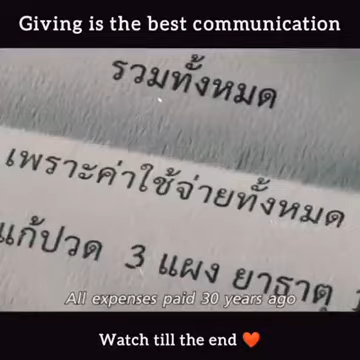 Giving is the best communication
รวมทั้งหมด
เพราะค่าใช้จ่ายทั้งหมด
แก้ปวด 3 แผง ยาธาตุ
All expenses paid 30 years ago
Watch till the end ❤️